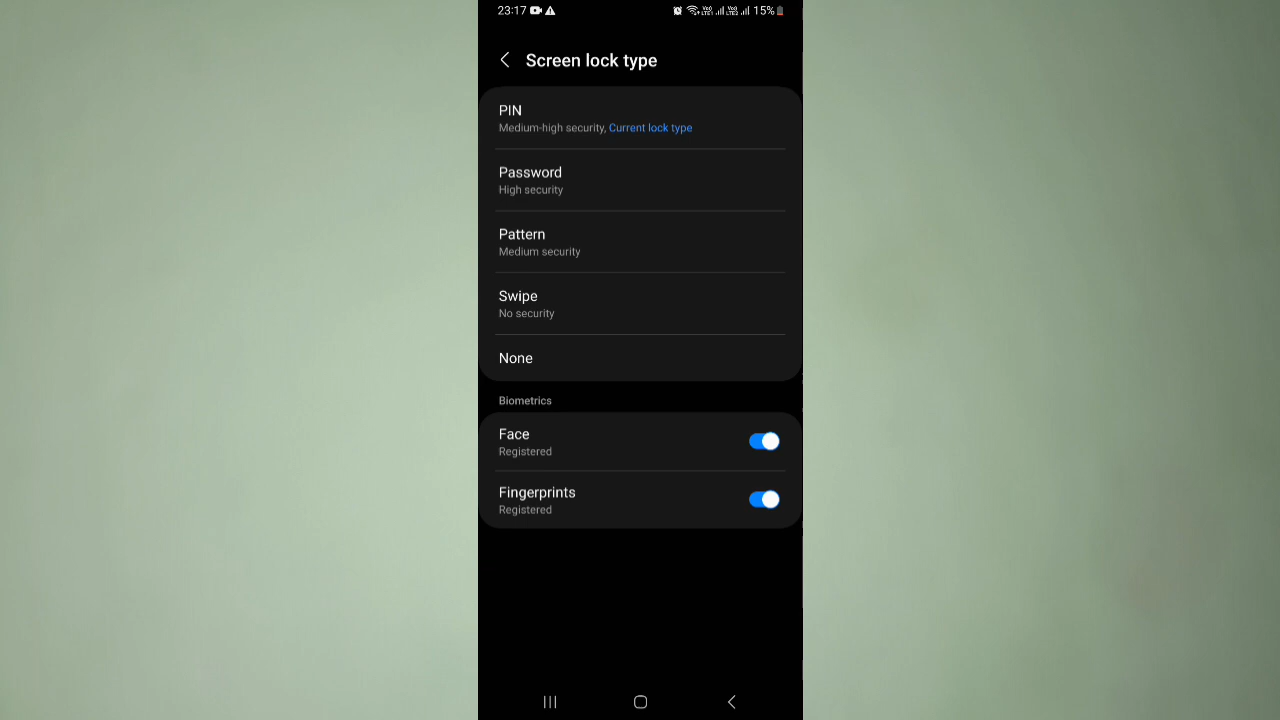 23:17 15%
Screen lock type
PIN
Medium-high security, Current lock type
Password
High security
Pattern
Medium security
Swipe
No security
None
Biometrics
Face
Registered
Fingerprints
Registered